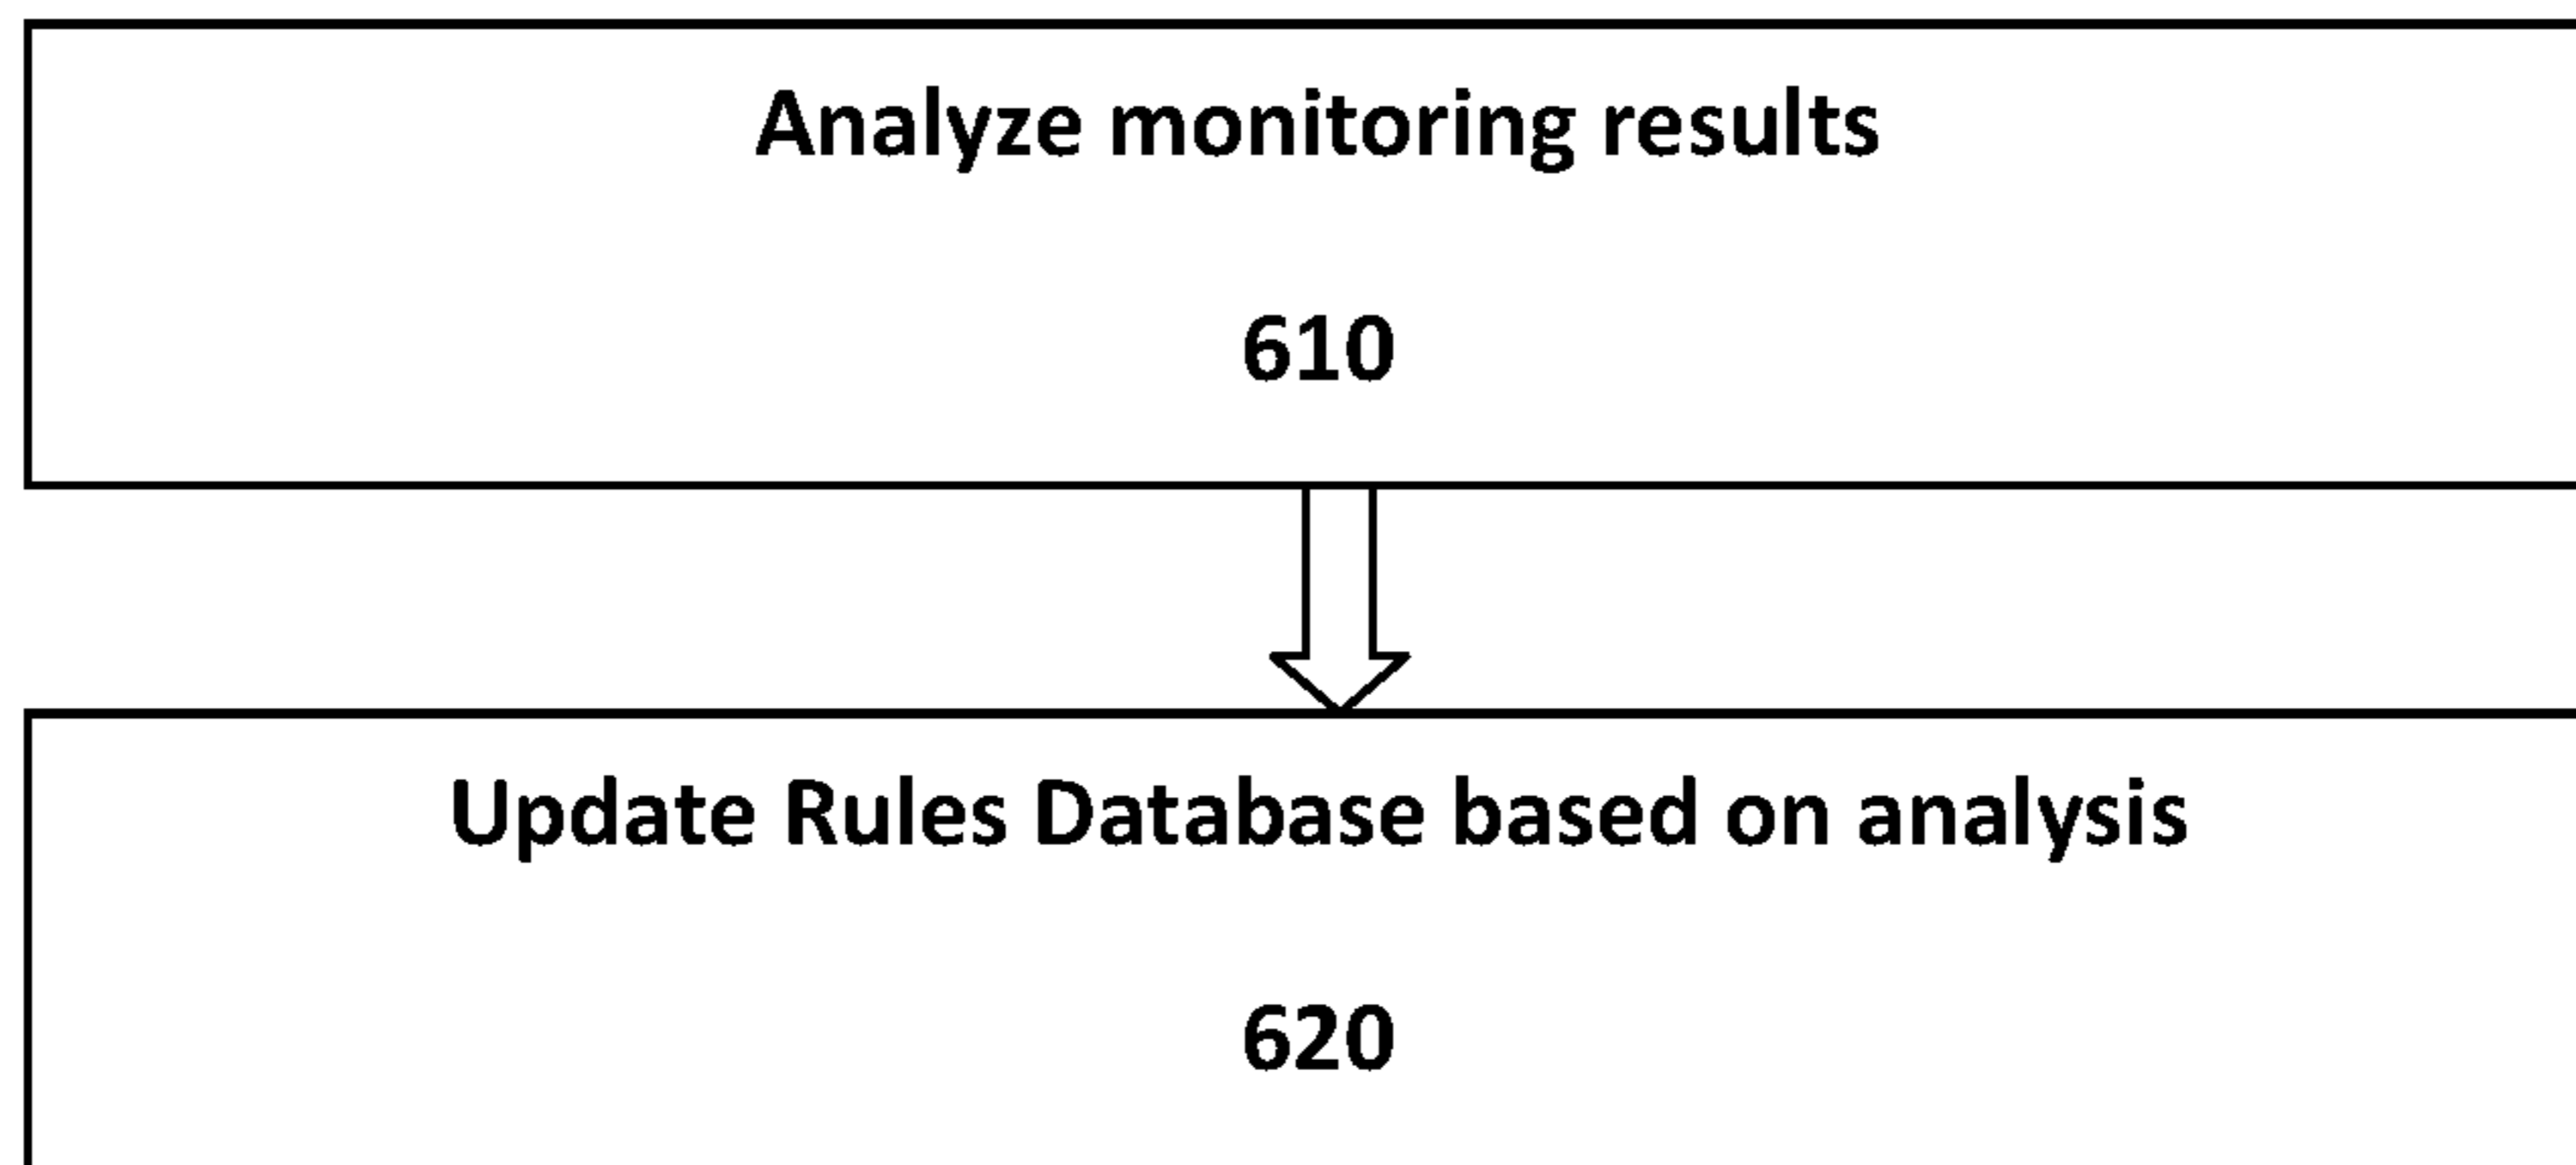 Analyze monitoring results
610
Update Rules Database based on analysis
620